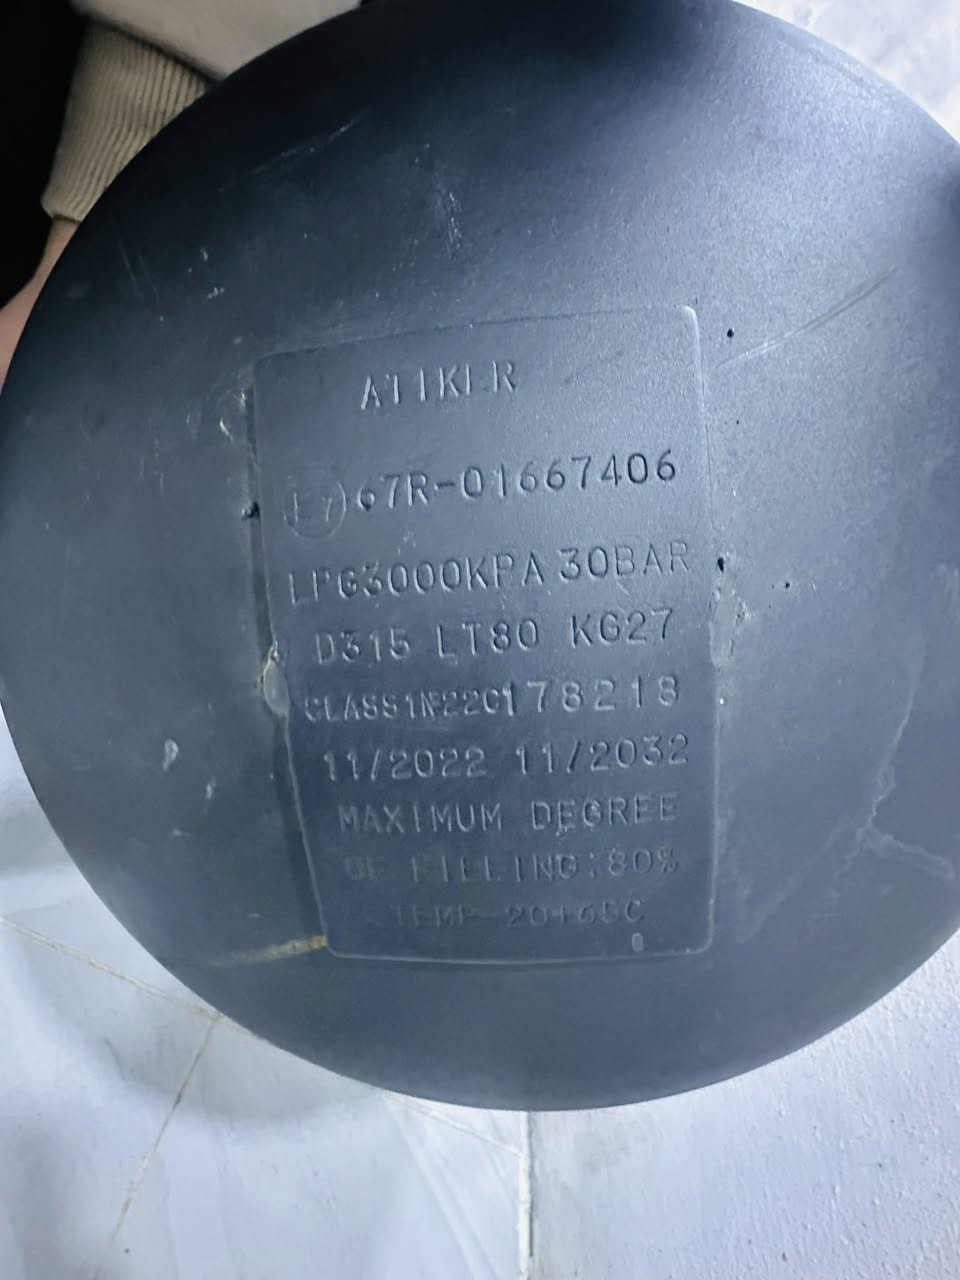 ATIKER
E7 67R-01667406
LPG3000KPA 30BAR
D315 LT80 KG27
CLASS1№22C178218
11/2022 11/2032
MAXIMUM DEGREE
OF FILLING:80%
TEMP-20+65C